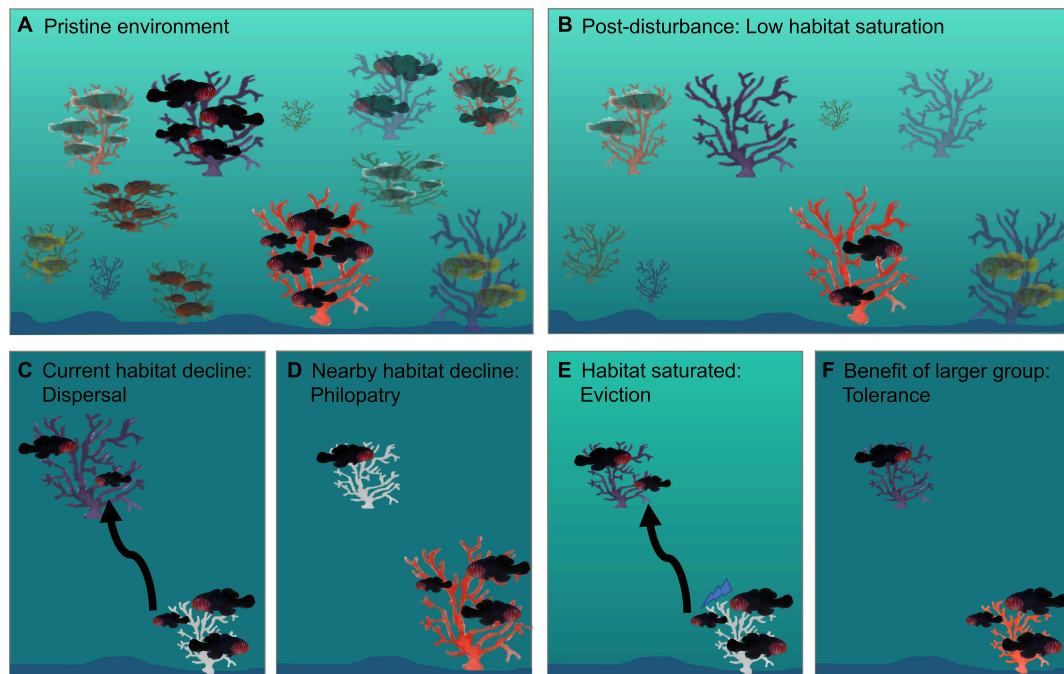 A Pristine environment
B Post-disturbance: Low habitat saturation
C Current habitat decline:
Dispersal
D Nearby habitat decline:
Philopatry
E Habitat saturated:
Eviction
F Benefit of larger group:
Tolerance